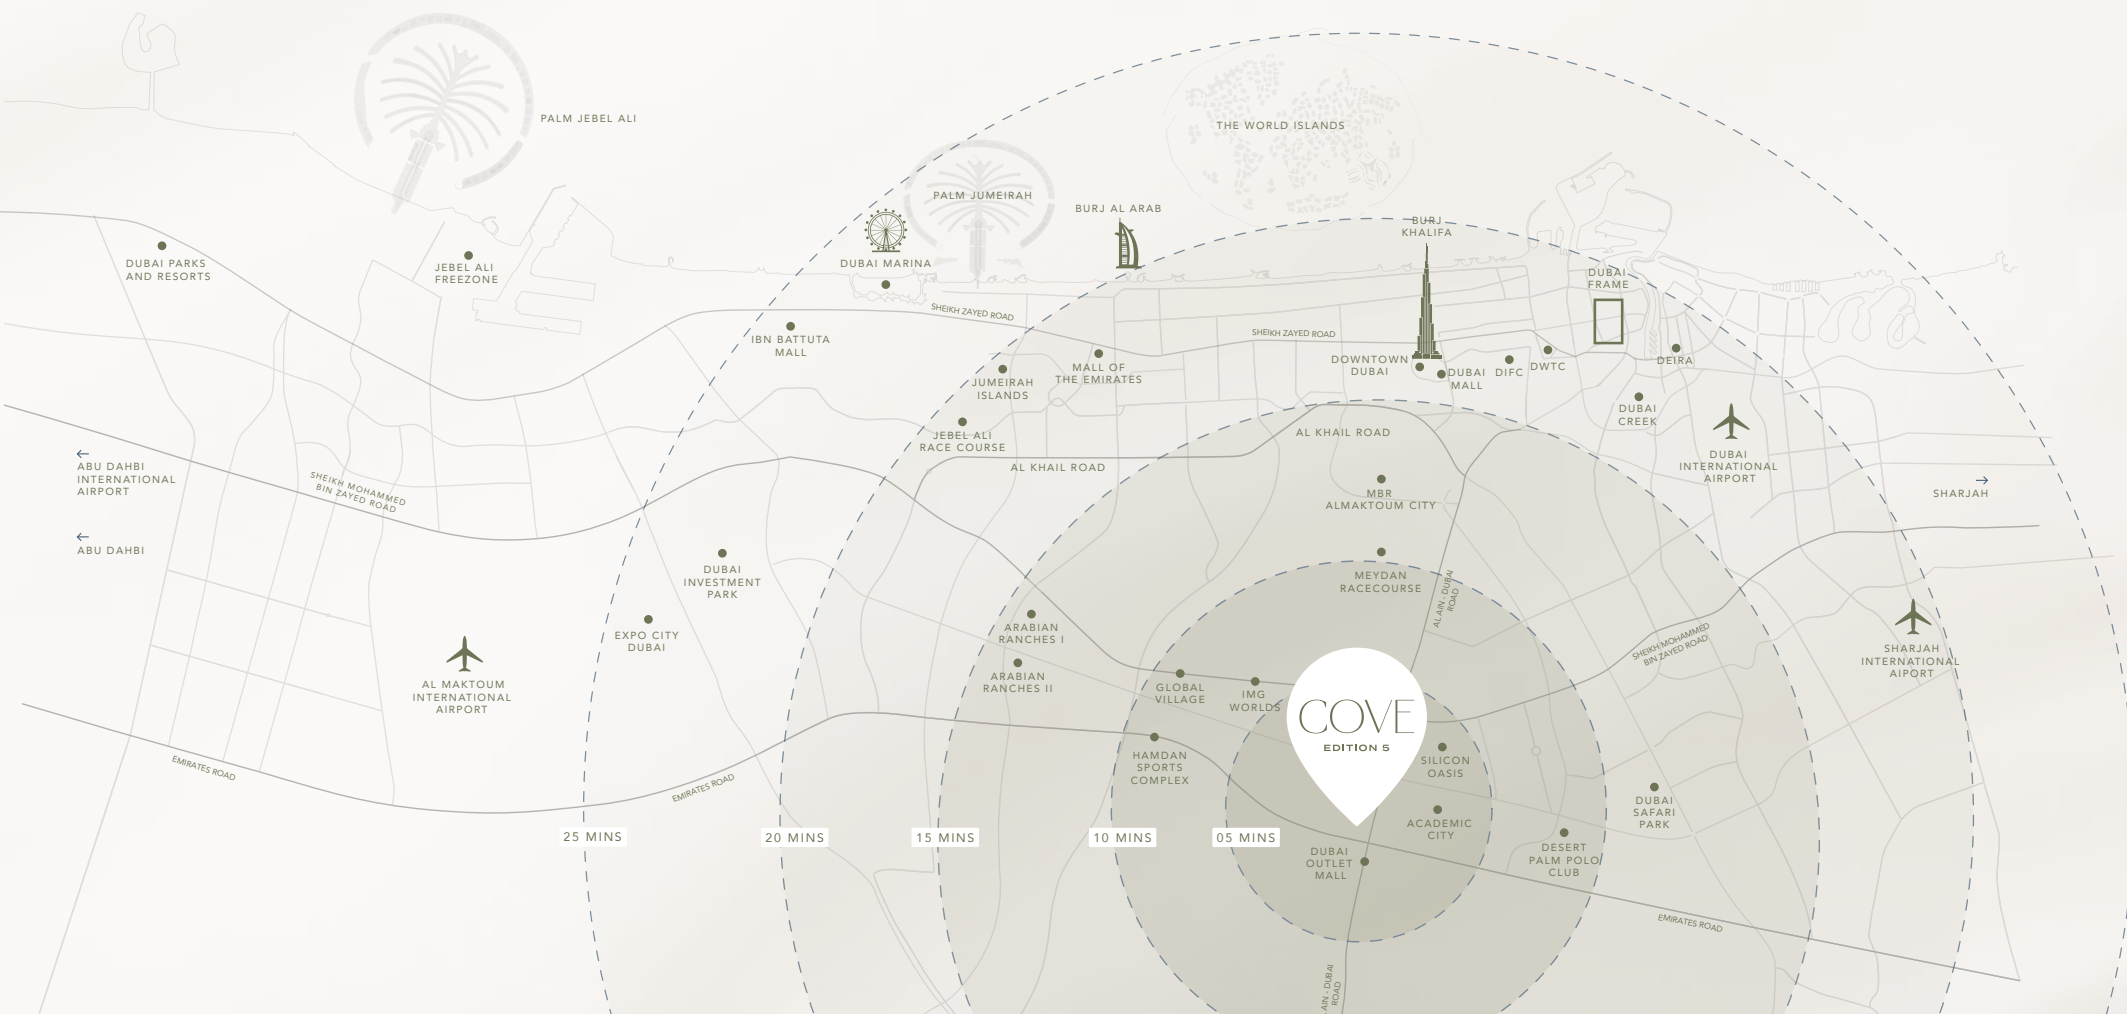 PALM JEBEL ALI
THE WORLD ISLANDS
PALM JUMEIRAH
BURJ AL ARAB
BURJ
KHALIFA
DUBAI PARKS
AND RESORTS
JEBEL ALI
FREEZONE
DUBAI MARINA
DUBAI
FRAME
SHEIKH ZAYED ROAD
SHEIKH ZAYED ROAD
IBN BATTUTA
MALL
JUMEIRAH
ISLANDS
MALL OF
THE EMIRATES
DOWNTOWN
DUBAI
DUBAI
MALL
DIFC
DWTC
DEIRA
DUBAI
CREEK
JEBEL ALI
RACE COURSE
AL KHAIL ROAD
AL KHAIL ROAD
DUBAI
INTERNATIONAL
AIRPORT
ABU DAHBI
INTERNATIONAL
AIRPORT
SHEIKH MOHAMMED
BIN ZAYED ROAD
MBR
ALMAKTOUM CITY
→
SHARJAH
←
ABU DAHBI
DUBAI
INVESTMENT
PARK
MEYDAN
RACECOURSE
AL AIN - DUBAI
ROAD
EXPO CITY
DUBAI
ARABIAN
RANCHES I
ARABIAN
RANCHES II
SHEIKH MOHAMMED
BIN ZAYED ROAD
SHARJAH
INTERNATIONAL
AIPORT
AL MAKTOUM
INTERNATIONAL
AIRPORT
GLOBAL
VILLAGE
IMG
WORLDS
COVE
EDITION 5
HAMDAN
SPORTS
COMPLEX
SILICON
OASIS
EMIRATES ROAD
EMIRATES ROAD
DUBAI
SAFARI
PARK
ACADEMIC
CITY
25 MINS
20 MINS
15 MINS
10 MINS
05 MINS
DUBAI
OUTLET
MALL
DESERT
PALM POLO
CLUB
EMIRATES ROAD
AIN - DUBAI
ROAD